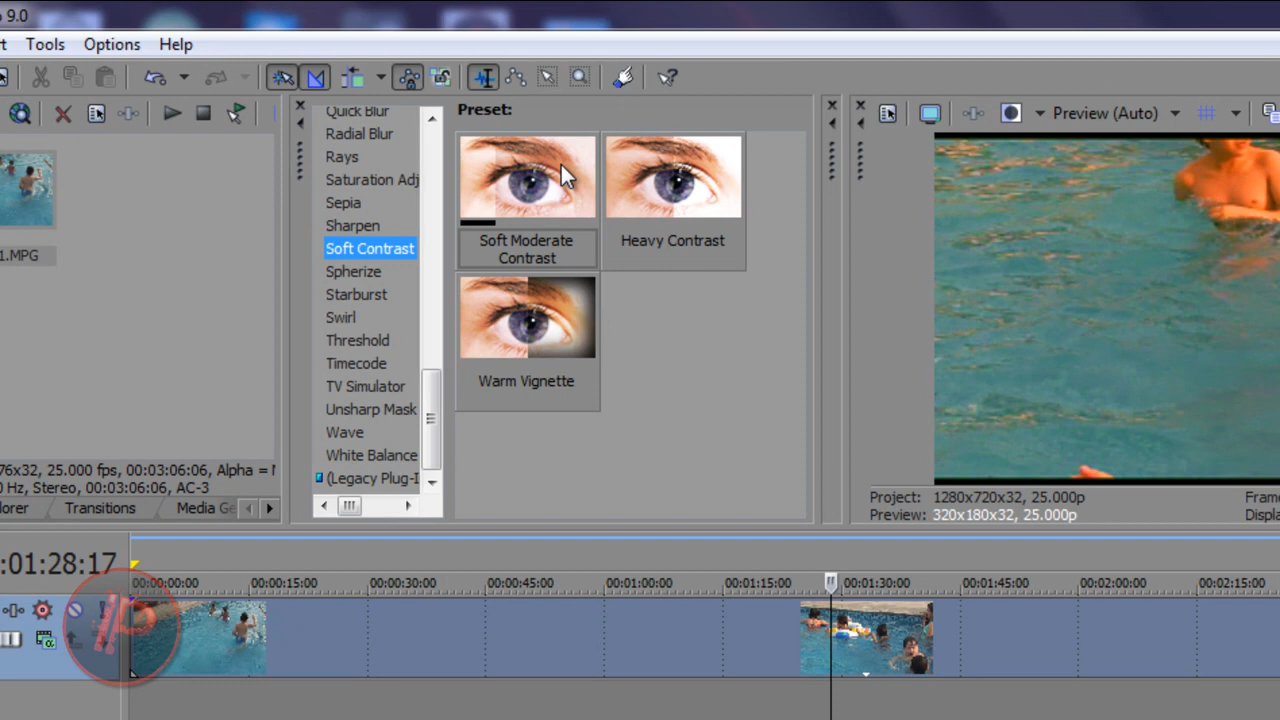 9.0
Tools Options Help
Preview (Auto)
Preset:
Quick Blur
Radial Blur
Rays
Saturation Adj
Sepia
Sharpen
Soft Contrast
Spherize
Starburst
Swirl
Threshold
Timecode
TV Simulator
Unsharp Mask
Wave
White Balance
(Legacy Plug-I
Soft Moderate
Contrast
Heavy Contrast
Warm Vignette
1.MPG
76x32, 25.000 fps, 00:03:06:06, Alpha = N
0 Hz, Stereo, 00:03:06:06, AC-3
lorer Transitions Media Ge
Project: 1280x720x32, 25.000p
Preview: 320x180x32, 25.000p
Fram
Displa
:01:28:17
00:00:00:00 00:00:15:00 00:00:30:00 00:00:45:00 00:01:00:00 00:01:15:00 00:01:30:00 00:01:45:00 00:02:00:00 00:02:15:00